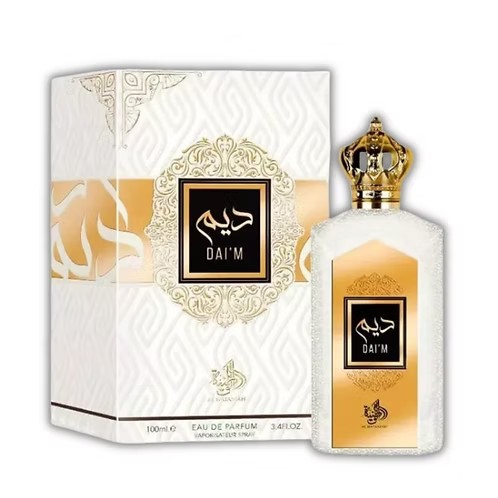 ديم
DAI'M
100ml e
EAU DE PARFUM
VAPORISATEUR SPRAY
3.4FL.OZ.
ديم
DAI'M